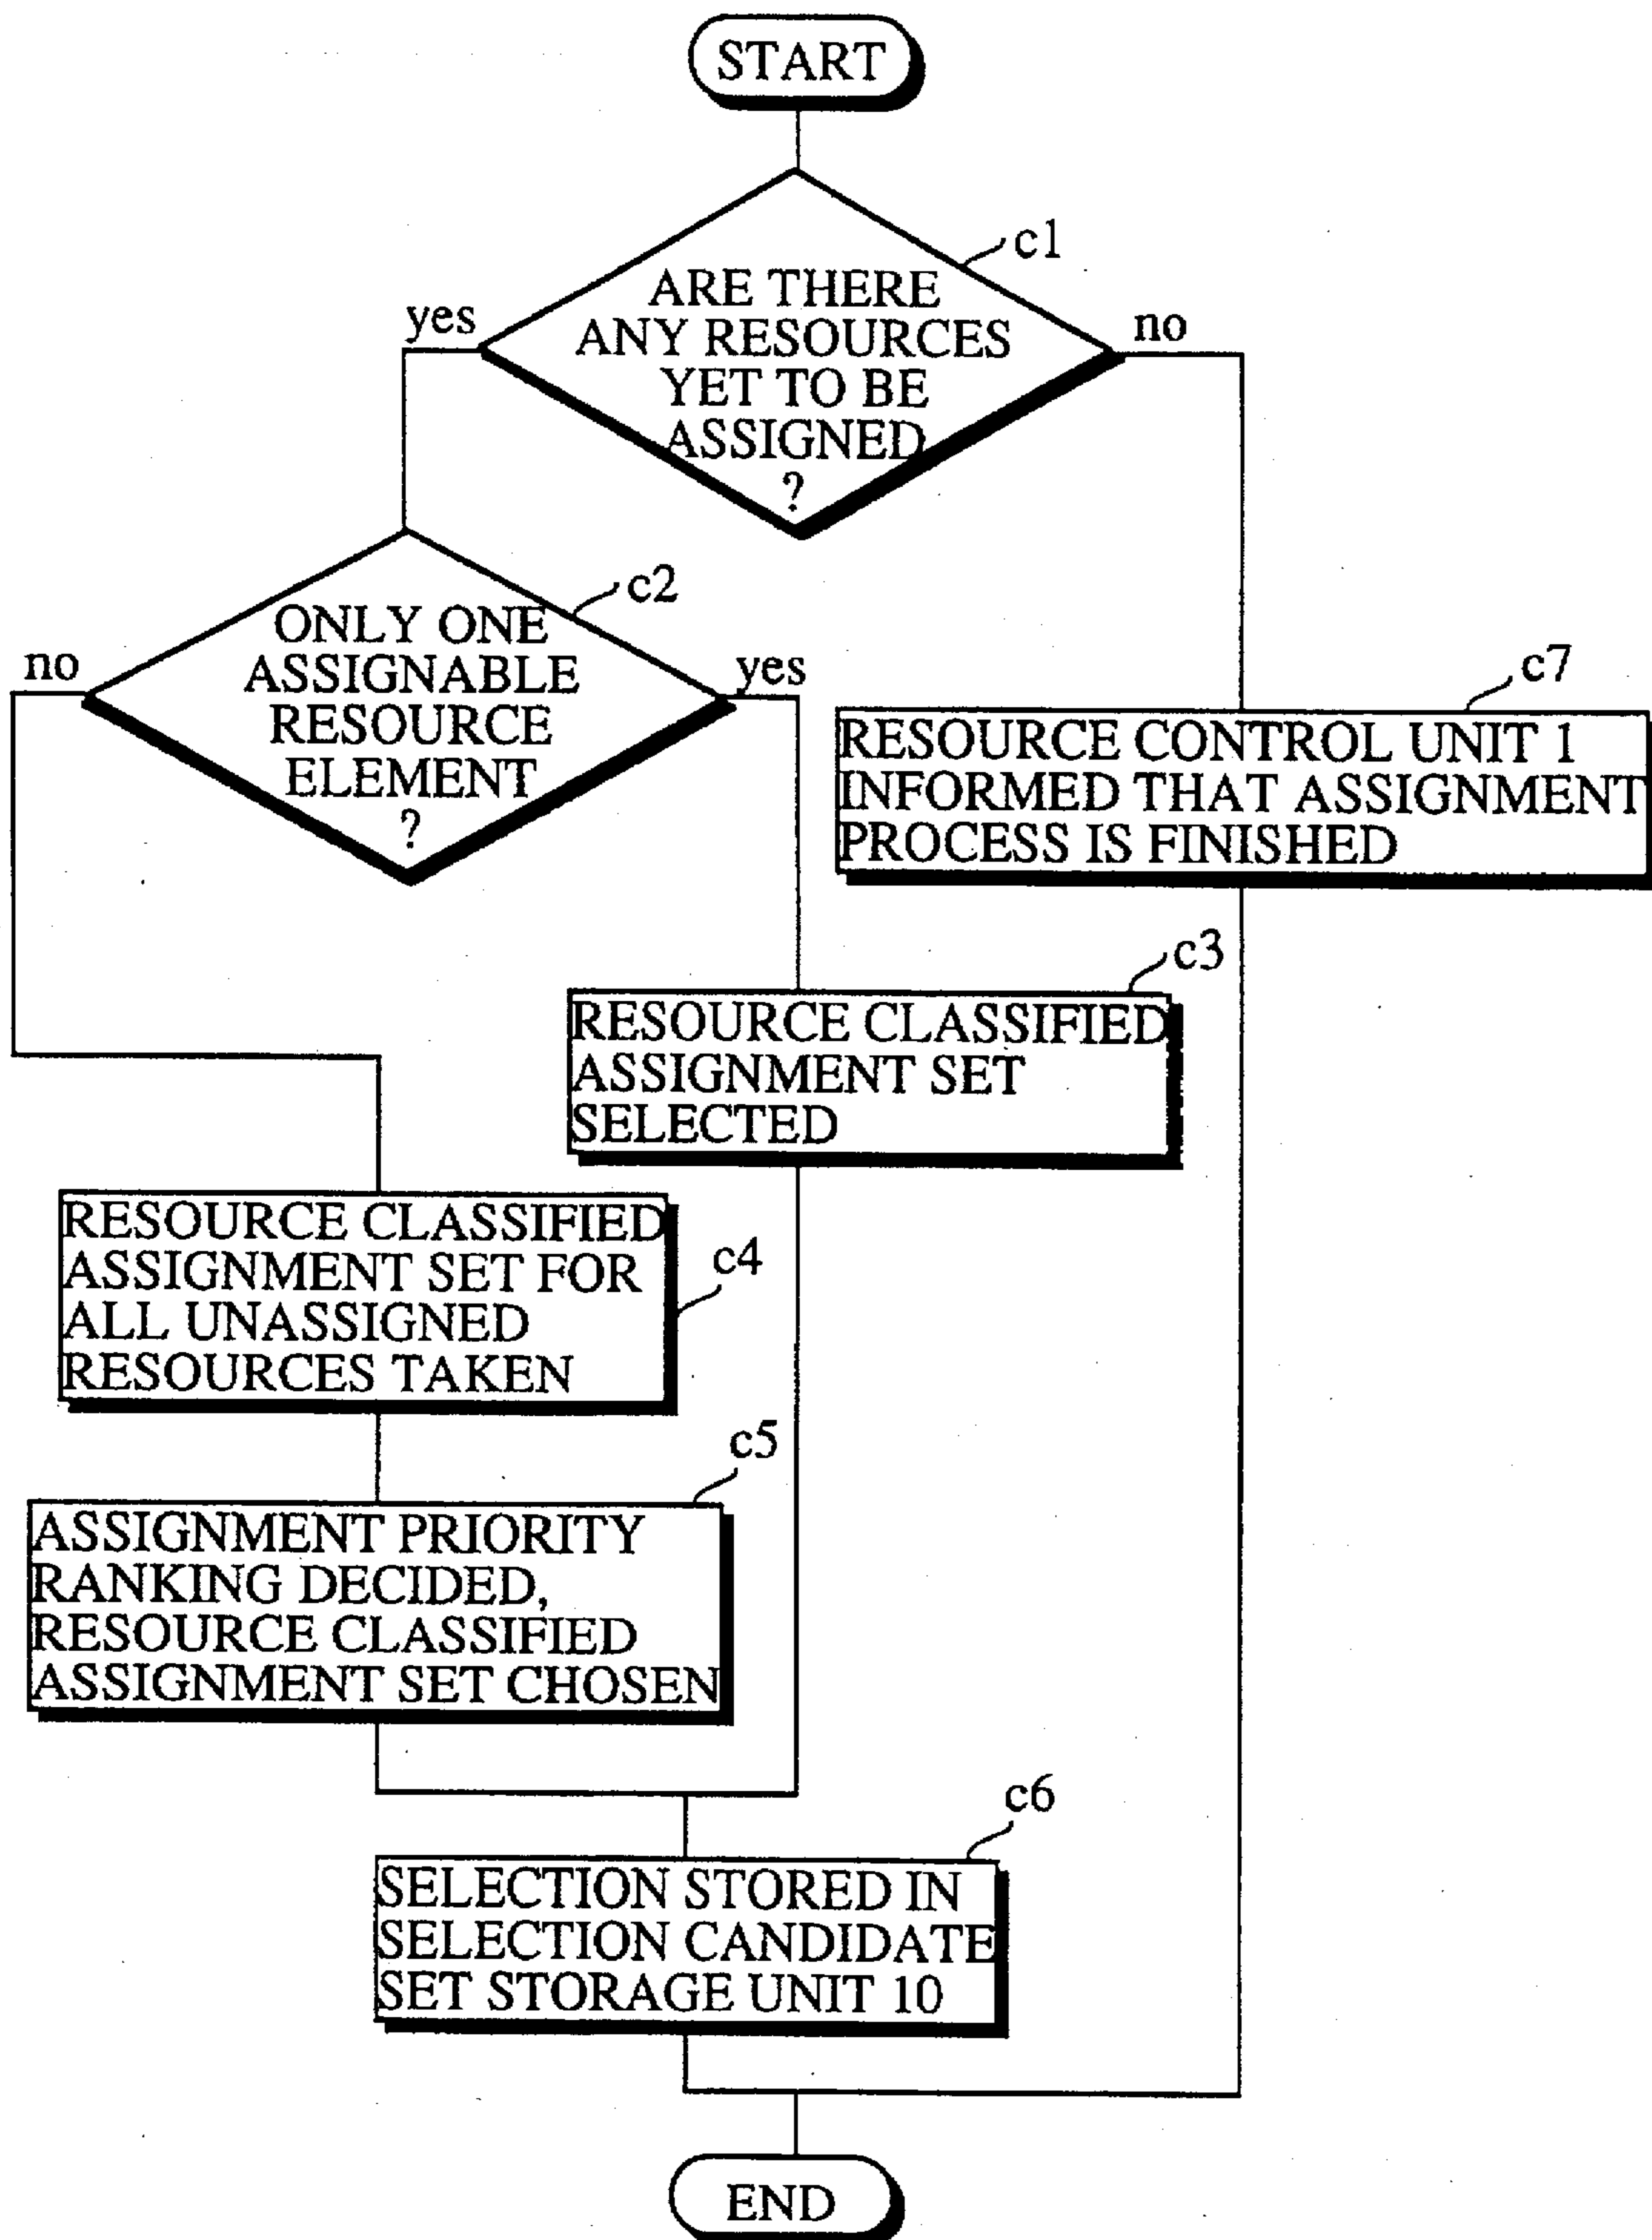 START
c1
ARE THERE
ANY RESOURCES
YET TO BE
ASSIGNED
?
yes
no
c2
ONLY ONE
ASSIGNABLE
RESOURCE
ELEMENT
?
no
yes
c7
RESOURCE CONTROL UNIT 1
INFORMED THAT ASSIGNMENT
PROCESS IS FINISHED
c3
RESOURCE CLASSIFIED
ASSIGNMENT SET
SELECTED
c4
RESOURCE CLASSIFIED
ASSIGNMENT SET FOR
ALL UNASSIGNED
RESOURCES TAKEN
c5
ASSIGNMENT PRIORITY
RANKING DECIDED,
RESOURCE CLASSIFIED
ASSIGNMENT SET CHOSEN
c6
SELECTION STORED IN
SELECTION CANDIDATE
SET STORAGE UNIT 10
END